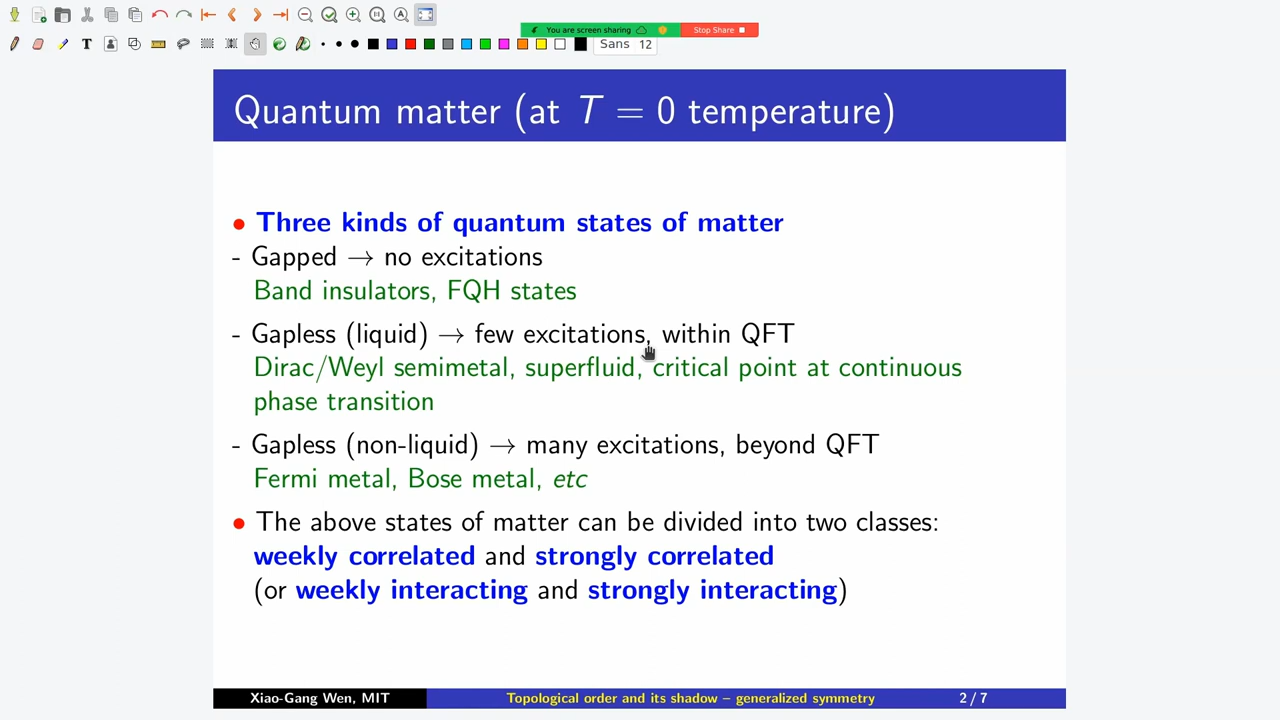 You are screen sharing
Stop Share
T
A
Sans 12
Quantum matter (at T = 0 temperature)
• Three kinds of quantum states of matter
- Gapped → no excitations
Band insulators, FQH states
- Gapless (liquid) → few excitations, within QFT
Dirac/Weyl semimetal, superfluid, critical point at continuous
phase transition
- Gapless (non-liquid) → many excitations, beyond QFT
Fermi metal, Bose metal, etc
• The above states of matter can be divided into two classes:
weekly correlated and strongly correlated
(or weekly interacting and strongly interacting)
Xiao-Gang Wen, MIT
Topological order and its shadow – generalized symmetry
2 / 7